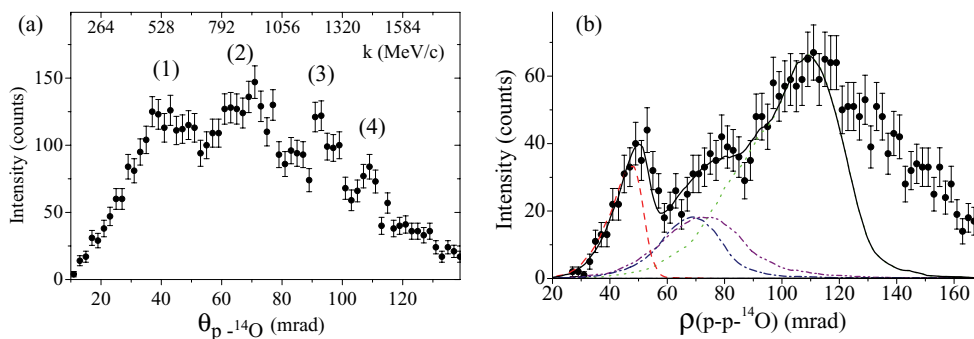 (a)
264 528 792 1056 1320 1584
k (MeV/c)
(1)
(2)
(3)
(4)
150
100
50
0
Intensity (counts)
20 40 60 80 100 120
θp-¹⁴O (mrad)
(b)
60
40
20
0
Intensity (counts)
20 40 60 80 100 120 140 160
ρ(p-p-¹⁴O) (mrad)